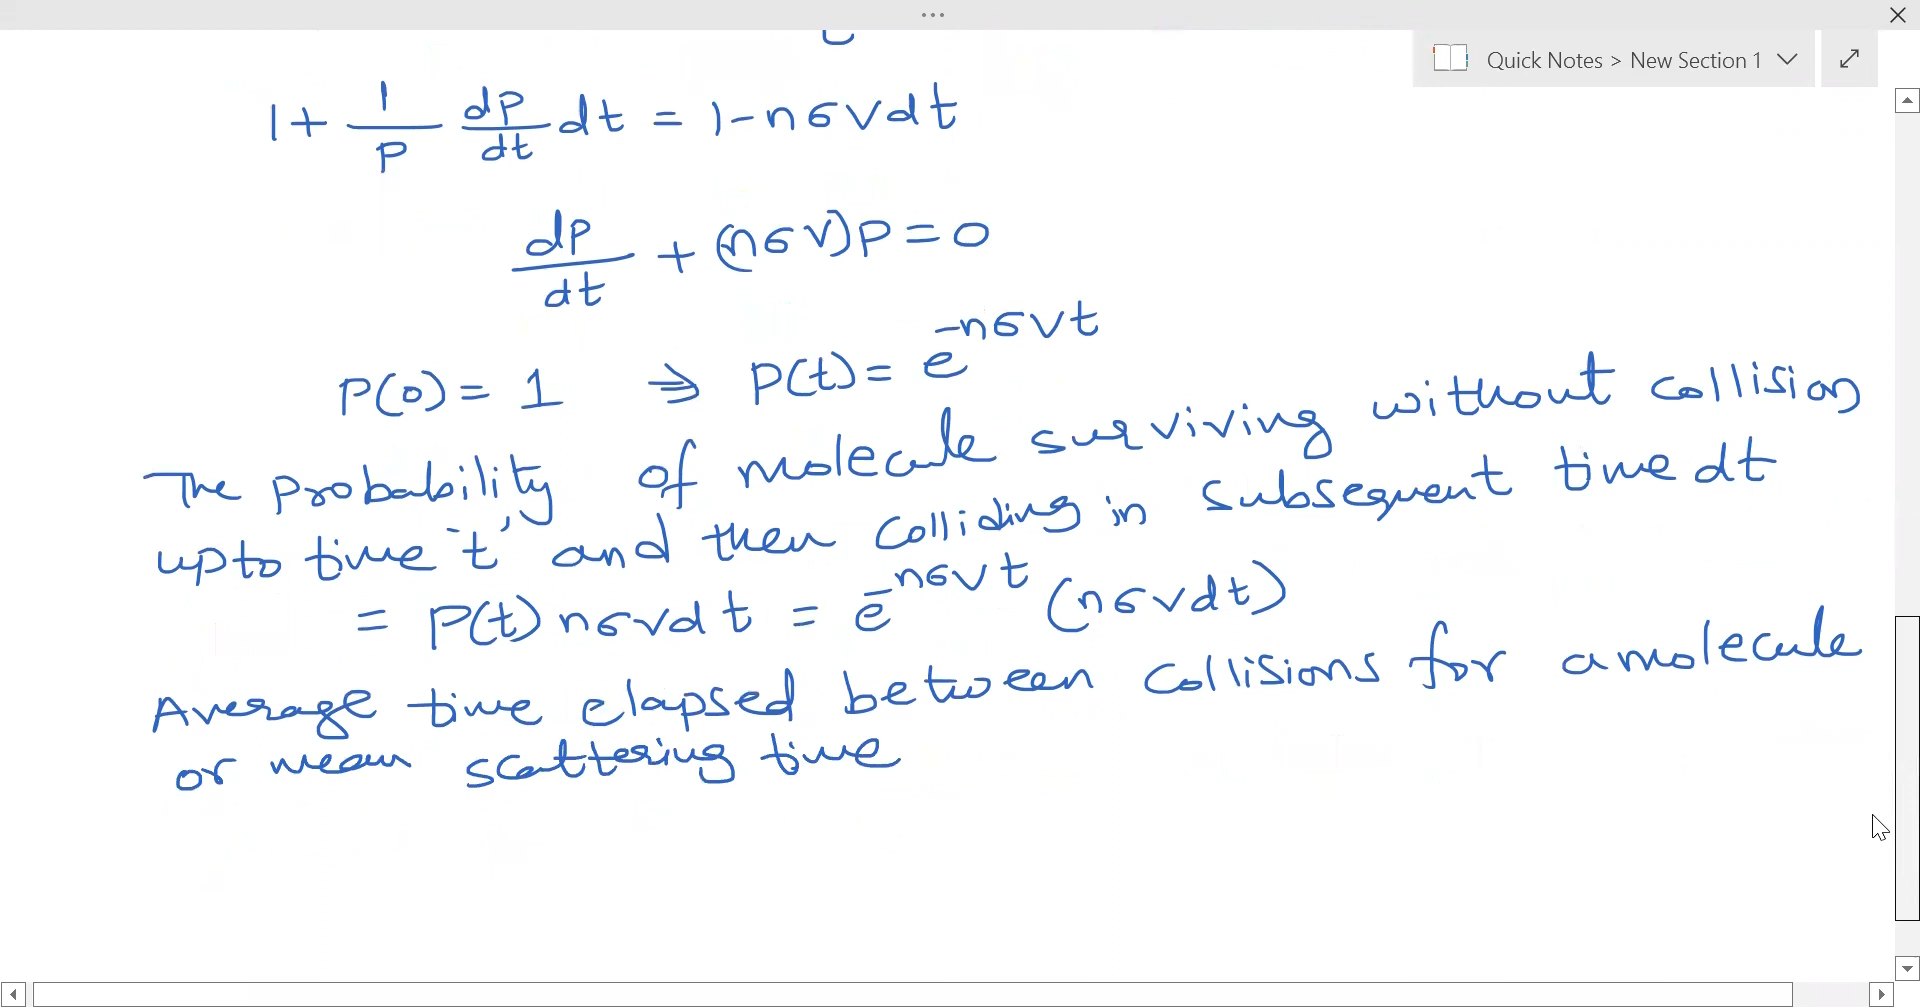 Quick Notes > New Section 1
1 + 1/P dP/dt dt = 1 - nσvdt
dP/dt + (nσv)P = 0
P(0) = 1 ⇒ P(t) = e^-nσvt
The probability of molecule surviving without collision
upto time 't' and then colliding in subsequent time dt
= P(t) nσvdt = e^-nσvt (nσvdt)
Average time elapsed between collisions for a molecule
or mean scattering time